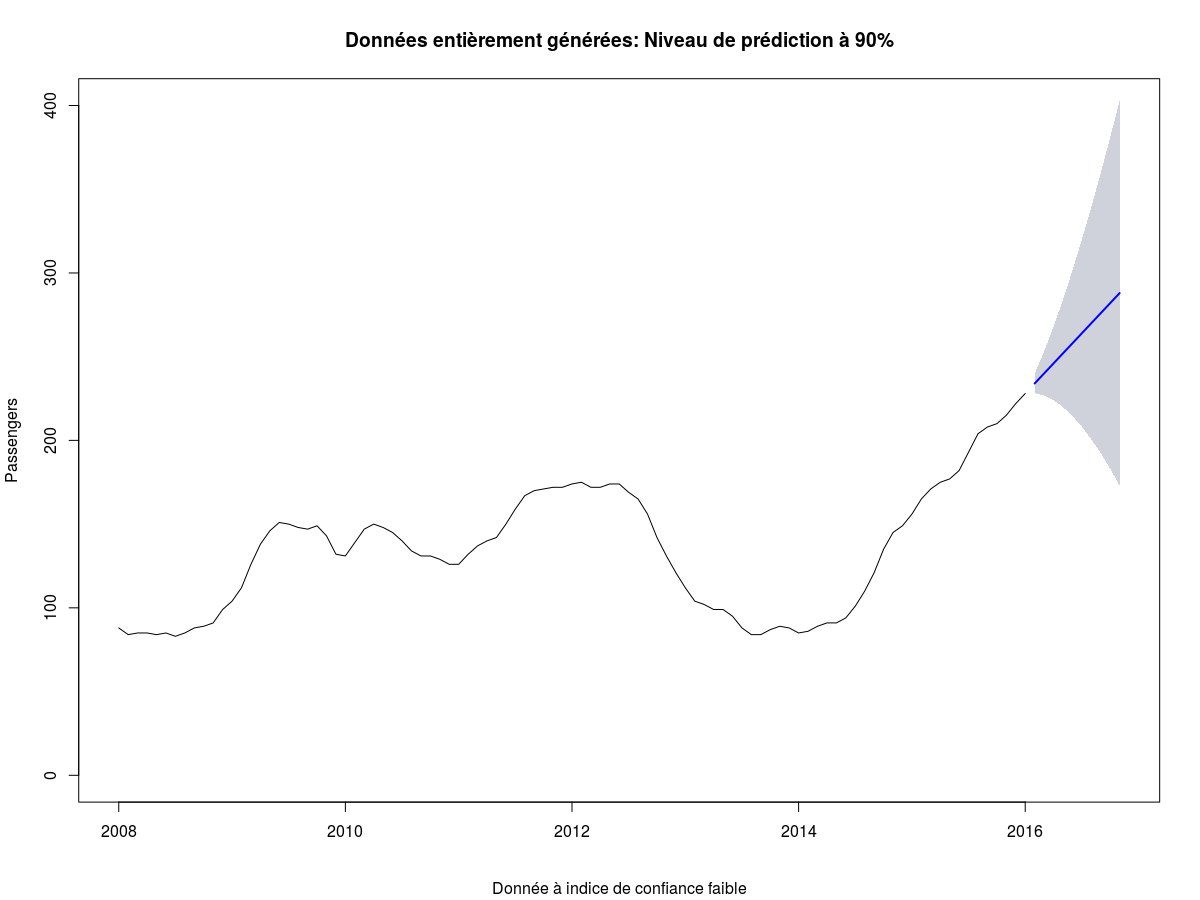 Données entièrement générées: Niveau de prédiction à 90%
400
300
200
100
0
Passengers
2008 2010 2012 2014 2016
Donnée à indice de confiance faible